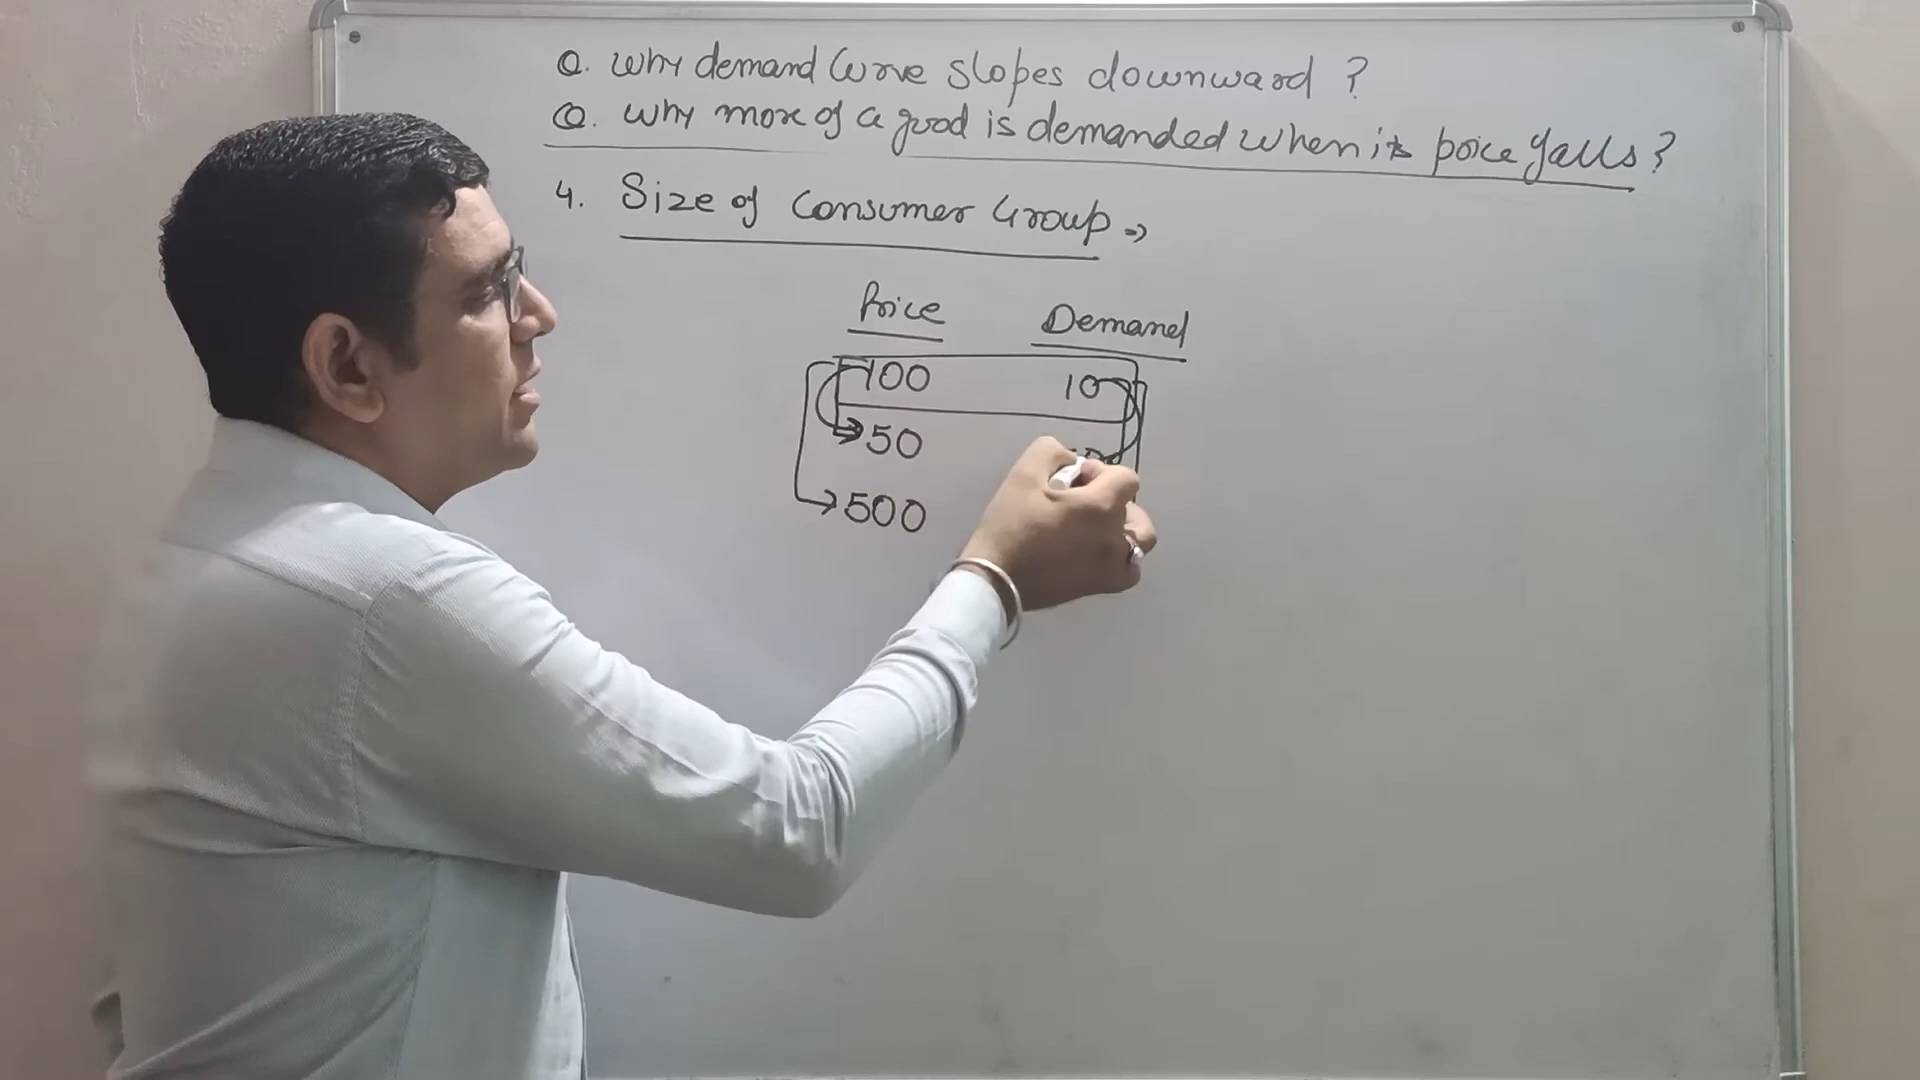 Q. Why demand Curve slopes downward ?
Q. Why more of a good is demanded when its price falls ?
4. Size of Consumer Group →
Price Demand
100 10
50
500